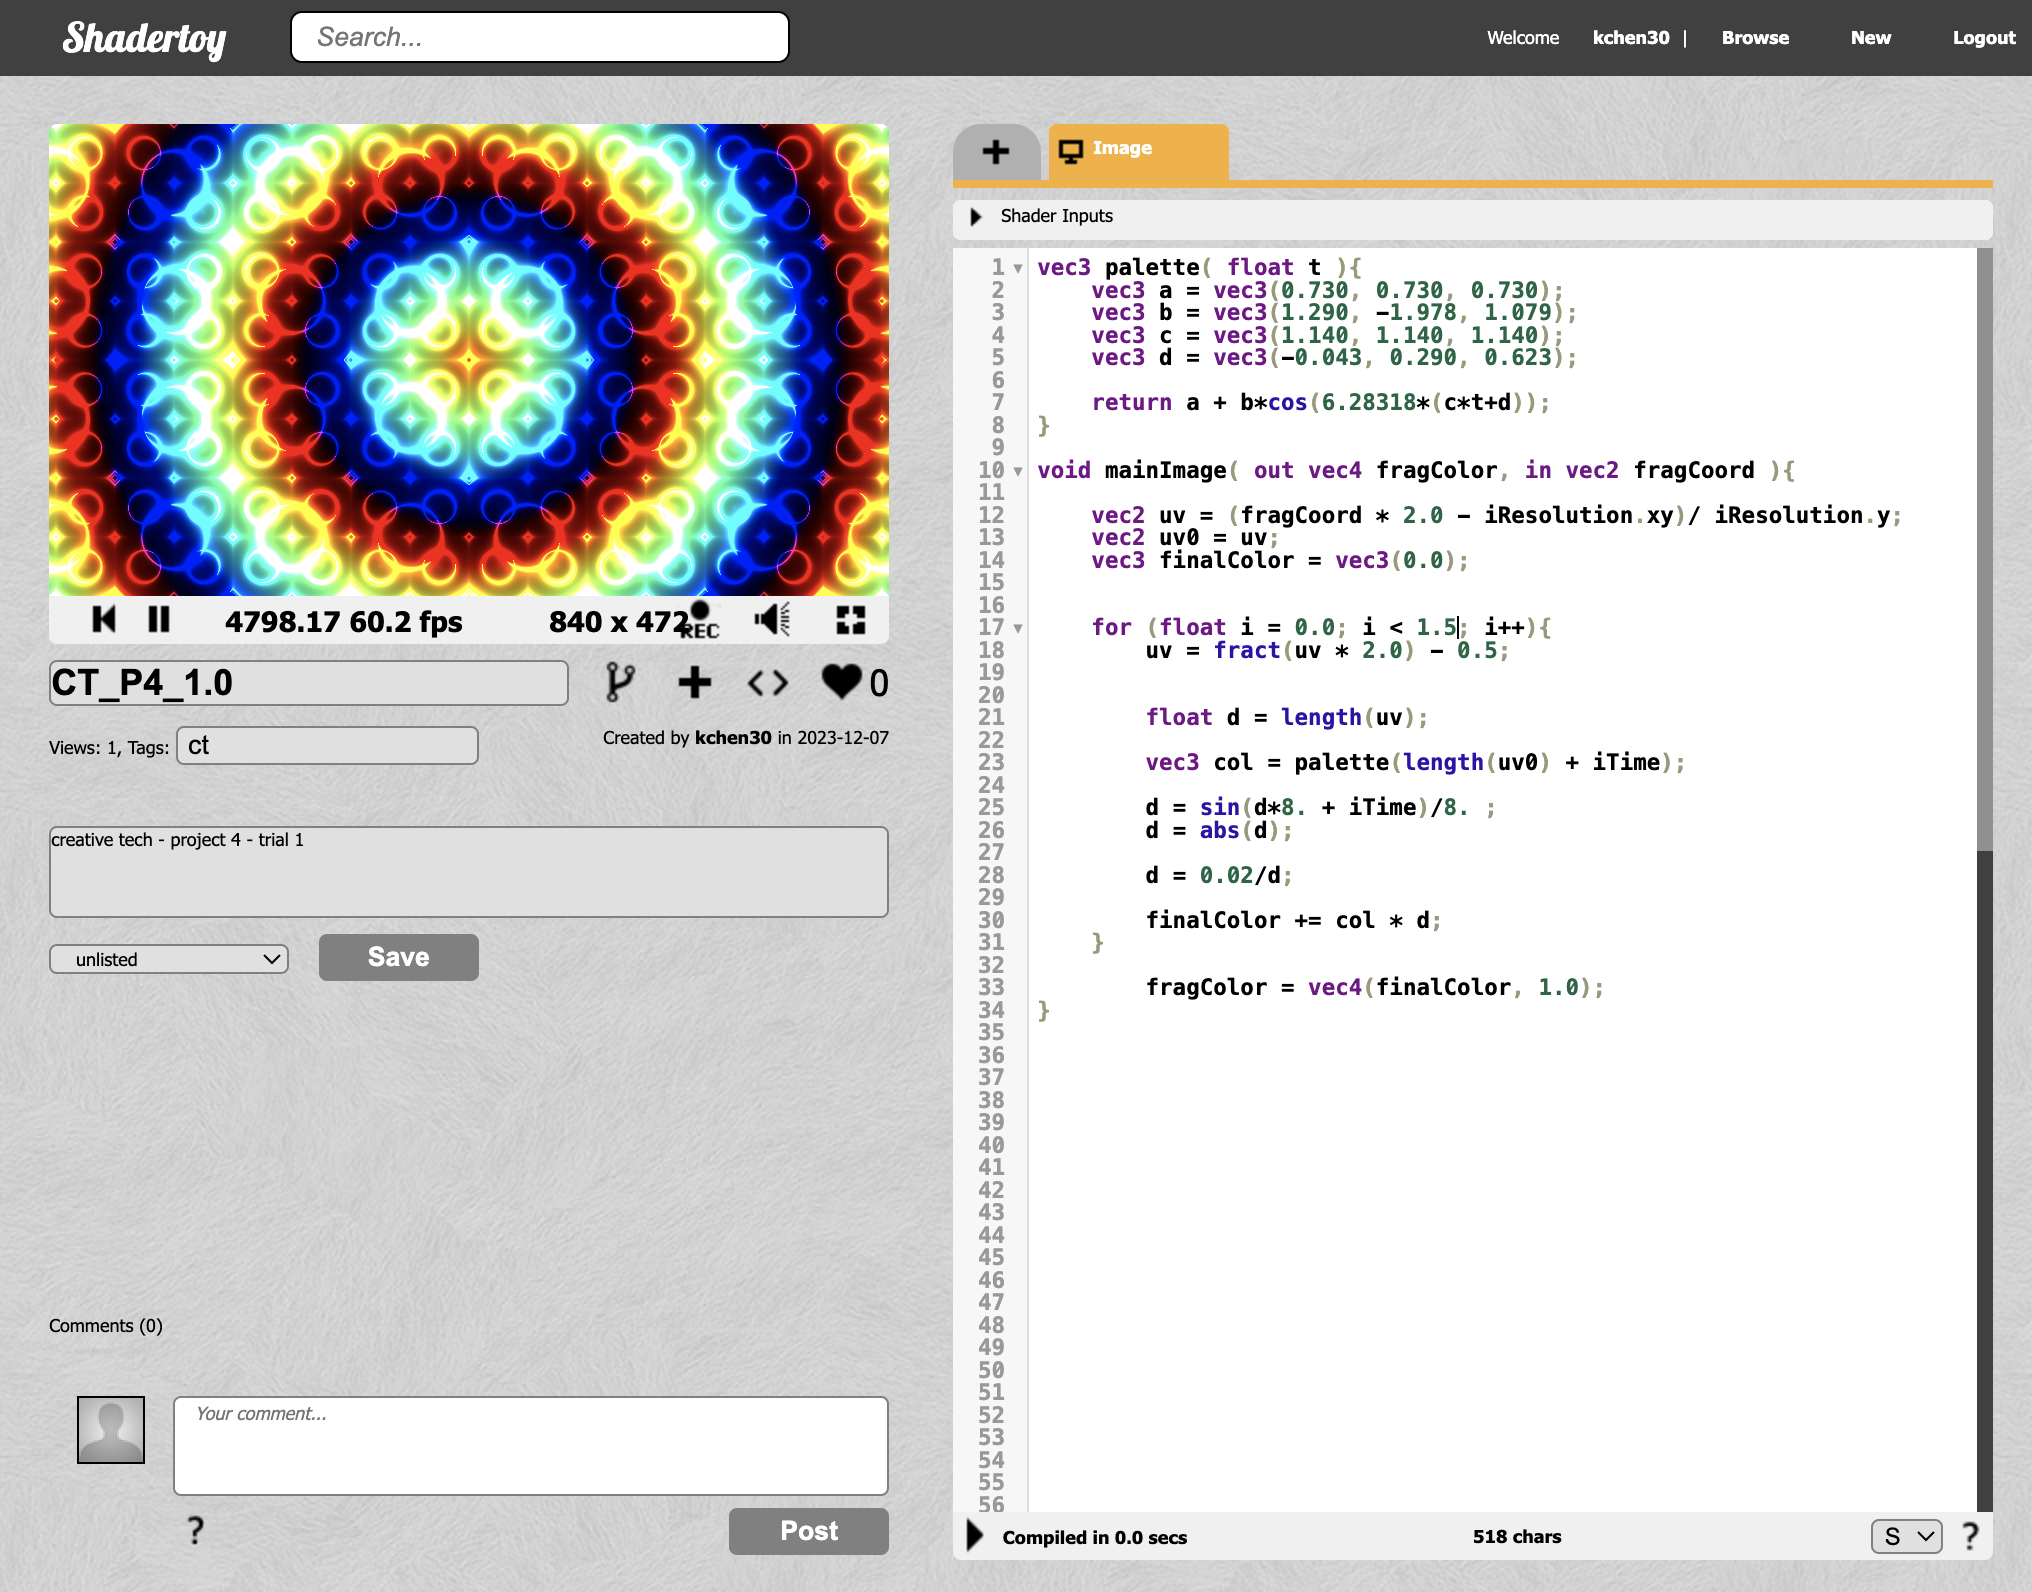 Shadertoy
Search...
Welcome kchen30 | Browse New Logout
4798.17 60.2 fps 840 x 472 REC
CT_P4_1.0
0
Views: 1, Tags: ct
Created by kchen30 in 2023-12-07
creative tech - project 4 - trial 1
unlisted
Save
Comments (0)
Your comment...
?
Post
+ Image
Shader Inputs
1 vec3 palette( float t ){
2 vec3 a = vec3(0.730, 0.730, 0.730);
3 vec3 b = vec3(1.290, -1.978, 1.079);
4 vec3 c = vec3(1.140, 1.140, 1.140);
5 vec3 d = vec3(-0.043, 0.290, 0.623);
6
7 return a + b*cos(6.28318*(c*t+d));
8 }
9
10 void mainImage( out vec4 fragColor, in vec2 fragCoord ){
11
12 vec2 uv = (fragCoord * 2.0 - iResolution.xy)/ iResolution.y;
13 vec2 uv0 = uv;
14 vec3 finalColor = vec3(0.0);
15
16
17 for (float i = 0.0; i < 1.5; i++){
18 uv = fract(uv * 2.0) - 0.5;
19
20
21 float d = length(uv);
22
23 vec3 col = palette(length(uv0) + iTime);
24
25 d = sin(d*8. + iTime)/8. ;
26 d = abs(d);
27
28 d = 0.02/d;
29
30 finalColor += col * d;
31 }
32
33 fragColor = vec4(finalColor, 1.0);
34 }
35
36
37
38
39
40
41
42
43
44
45
46
47
48
49
50
51
52
53
54
55
56
Compiled in 0.0 secs 518 chars S ?